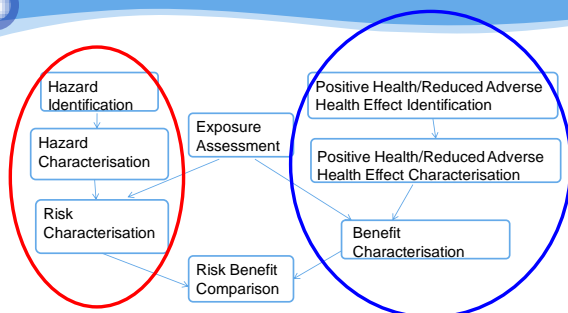 Hazard
Identification
Hazard
Characterisation
Risk
Characterisation
Exposure
Assessment
Risk Benefit
Comparison
Positive Health/Reduced Adverse
Health Effect Identification
Positive Health/Reduced Adverse
Health Effect Characterisation
Benefit
Characterisation